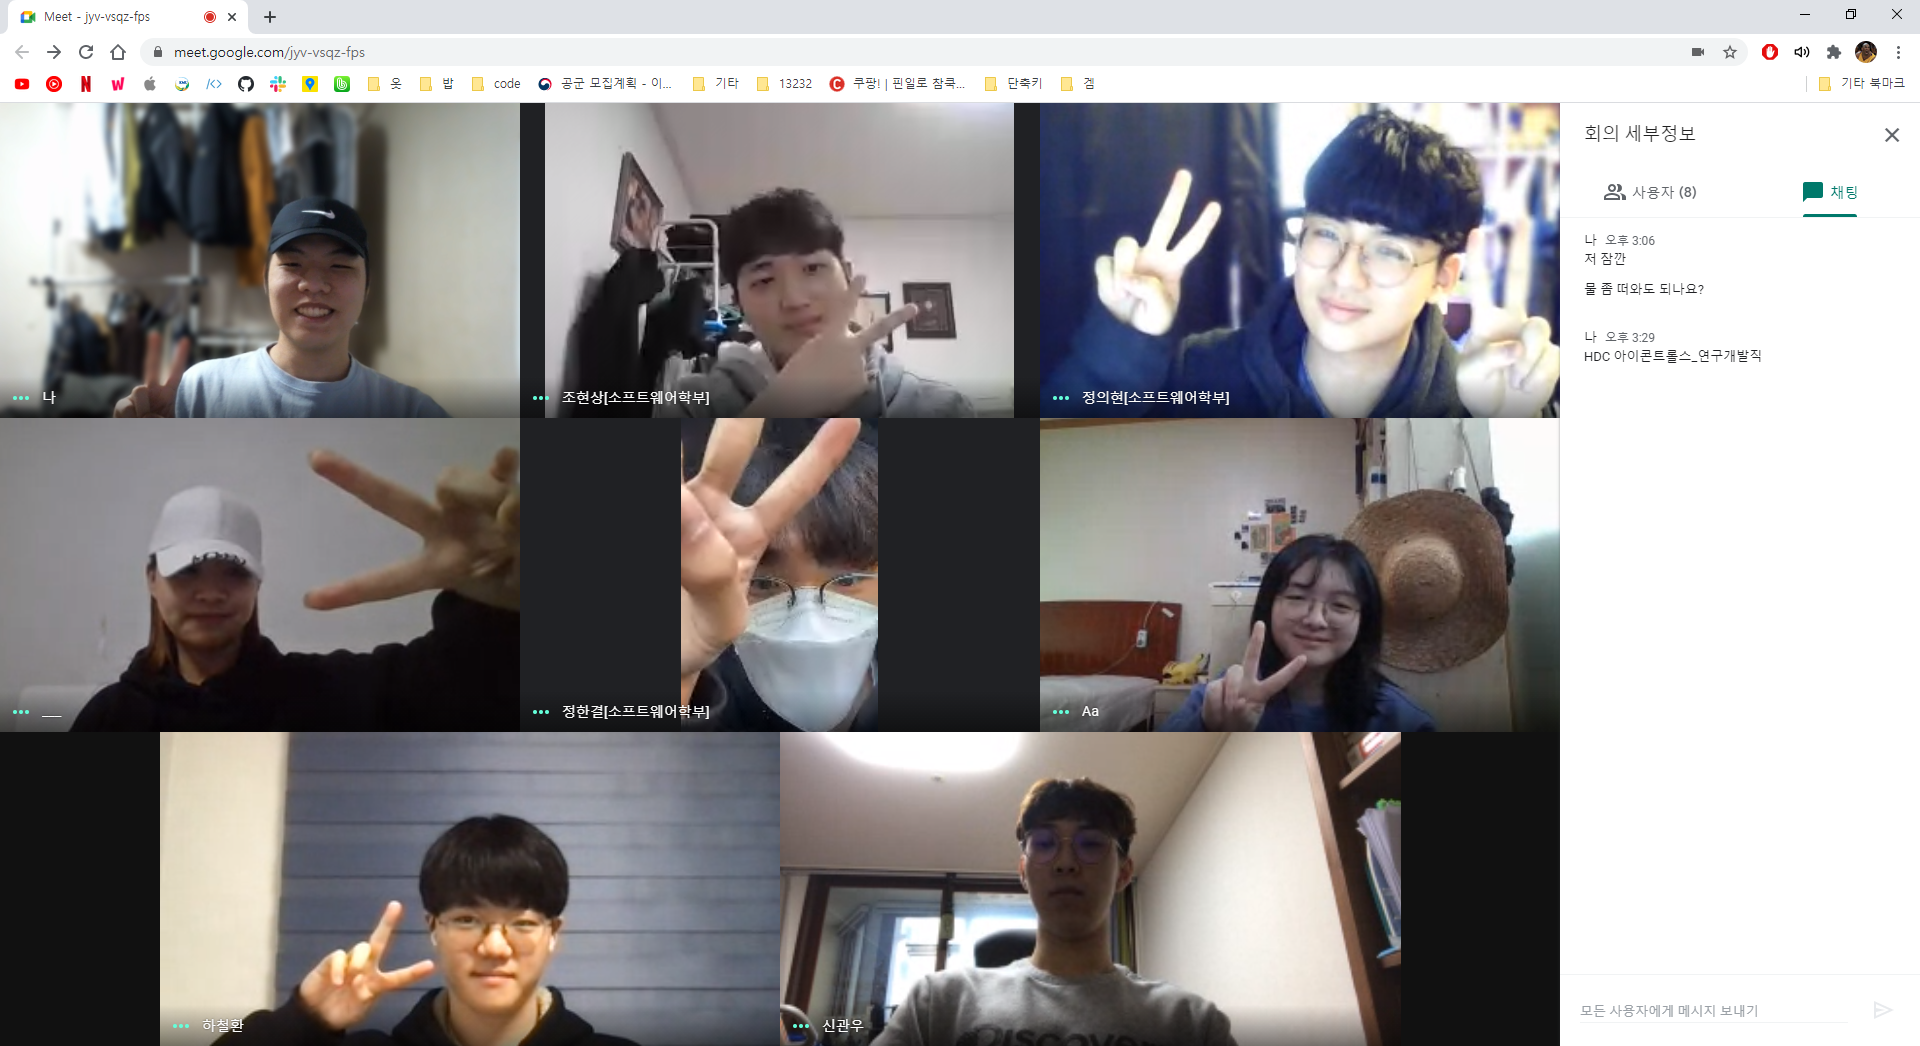 Meet - jyv-vsqz-fps
meet.google.com/jyv-vsqz-fps
옷
밥
code
공군 모집계획 - 이...
기타
13232
쿠팡! | 핀일로 참쿡...
단축키
겜
기타 북마크
회의 세부정보
사용자 (8)
채팅
나 오후 3:06
저 잠깐
물 좀 떠와도 되나요?
나 오후 3:29
HDC 아이콘트롤스_연구개발직
나
조현상[소프트웨어학부]
정의현[소프트웨어학부]
___
정한결[소프트웨어학부]
Aa
하철환
신관우
모든 사용자에게 메시지 보내기